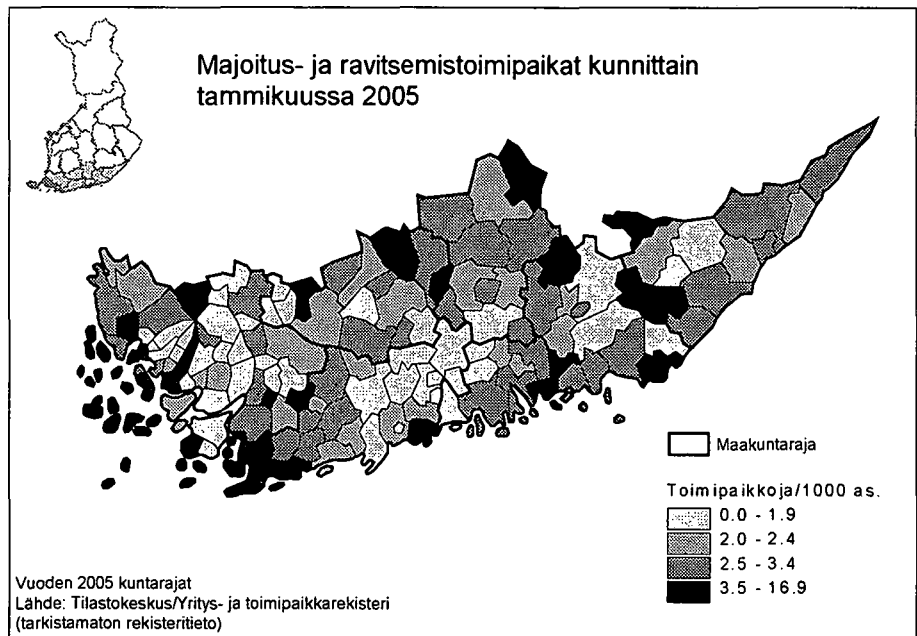 Majoitus- ja ravitsemistoimipaikat kunnittain
tammikuussa 2005
Maakuntaraja
Toimipaikkoja/1000 as.
0.0 - 1.9
2.0 - 2.4
2.5 - 3.4
3.5 - 16.9
Vuoden 2005 kuntarajat
Lähde: Tilastokeskus/Yritys- ja toimipaikkarekisteri
(tarkistamaton rekisteritieto)